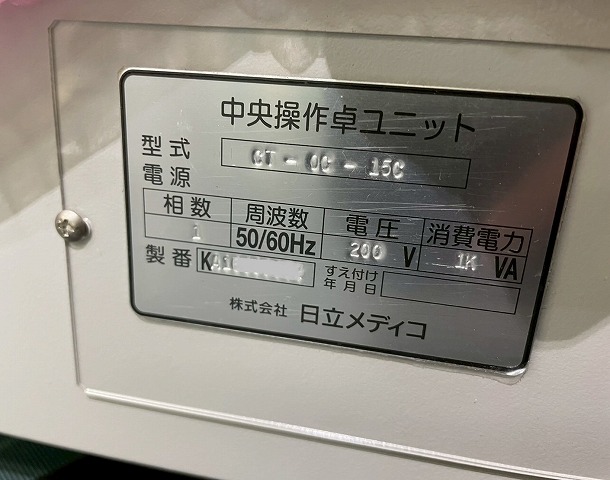 中央操作卓ユニット
型式 CT-OC-15C
電源
相数 周波数 電圧 消費電力
1 50/60Hz 200 V 1K VA
製番 KA1 すえ付け年月日
株式会社 日立メディコ